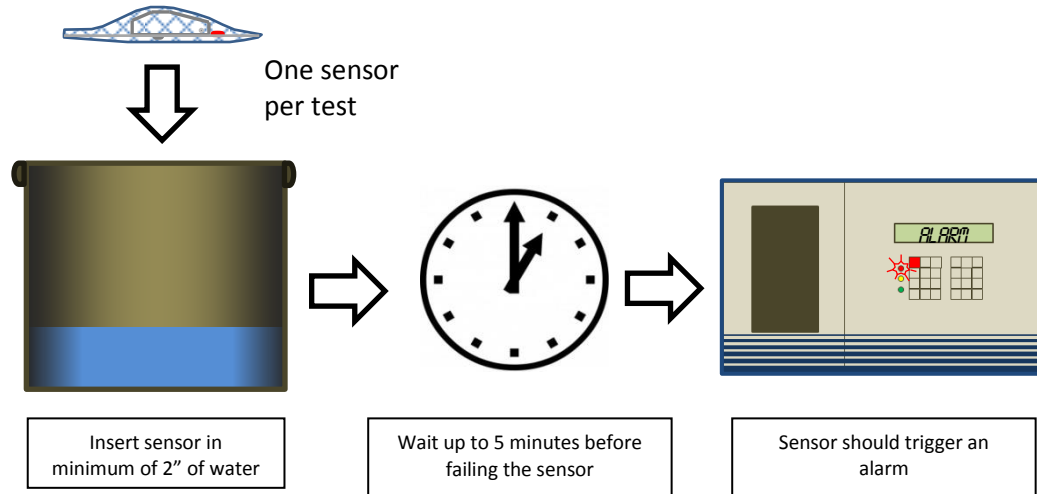 One sensor
per test
ALARM
Insert sensor in
minimum of 2” of water
Wait up to 5 minutes before
failing the sensor
Sensor should trigger an
alarm